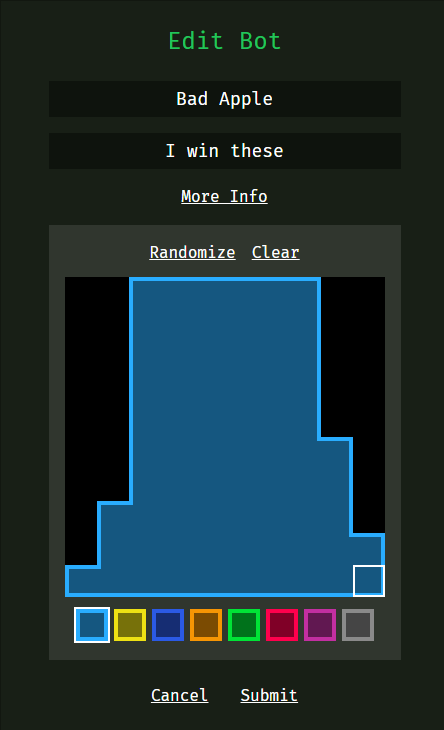 Edit Bot
Bad Apple
I win these
More Info
Randomize Clear
Cancel Submit